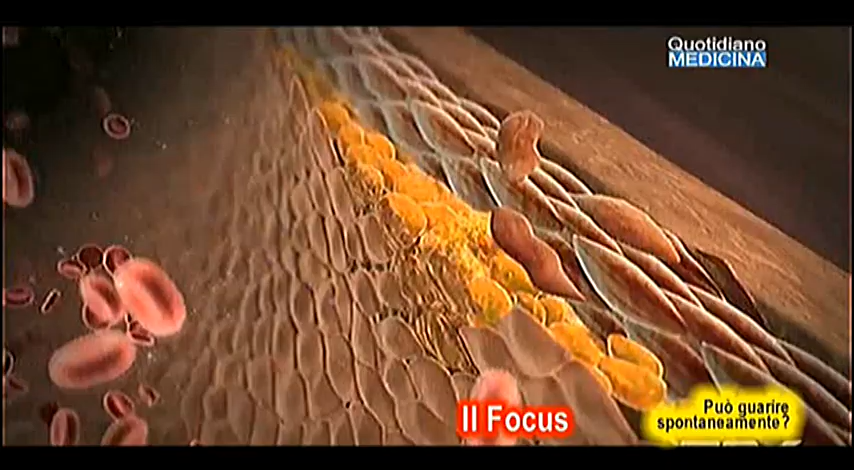 Quotidiano
MEDICINA
Il Focus
Può guarire
spontaneamente?